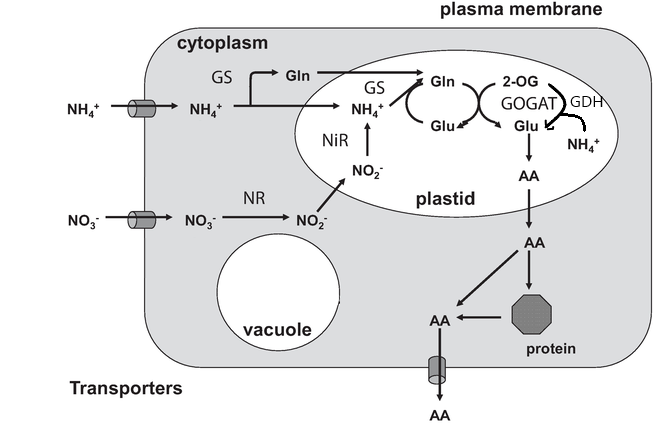 plasma membrane
cytoplasm
GS
Gln
NH₄⁺
NH₄⁺
GS
NH₄⁺
Gln
2-OG
GOGAT
GDH
Glu
Glu
NH₄⁺
NiR
NO₂⁻
AA
plastid
NO₃⁻
NO₃⁻
NR
NO₂⁻
AA
vacuole
AA
protein
Transporters
AA